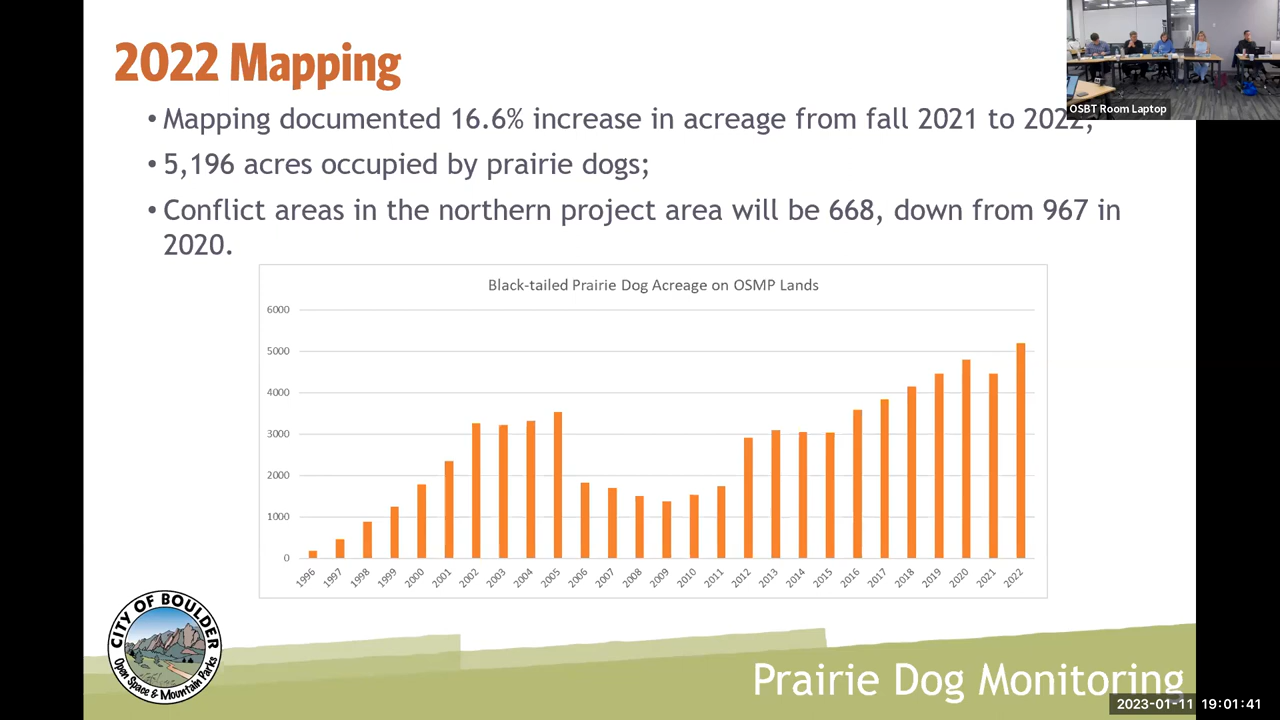 2022 Mapping
OSBT Room Laptop
• Mapping documented 16.6% increase in acreage from fall 2021 to 2022;
• 5,196 acres occupied by prairie dogs;
• Conflict areas in the northern project area will be 668, down from 967 in
2020.
Black-tailed Prairie Dog Acreage on OSMP Lands
6000
5000
4000
3000
2000
1000
0
1996 1997 1998 1999 2000 2001 2002 2003 2004 2005 2006 2007 2008 2009 2010 2011 2012 2013 2014 2015 2016 2017 2018 2019 2020 2021 2022
CITY OF BOULDER
Open Space & Mountain Parks
Prairie Dog Monitoring
2023-01-11 19:01:41